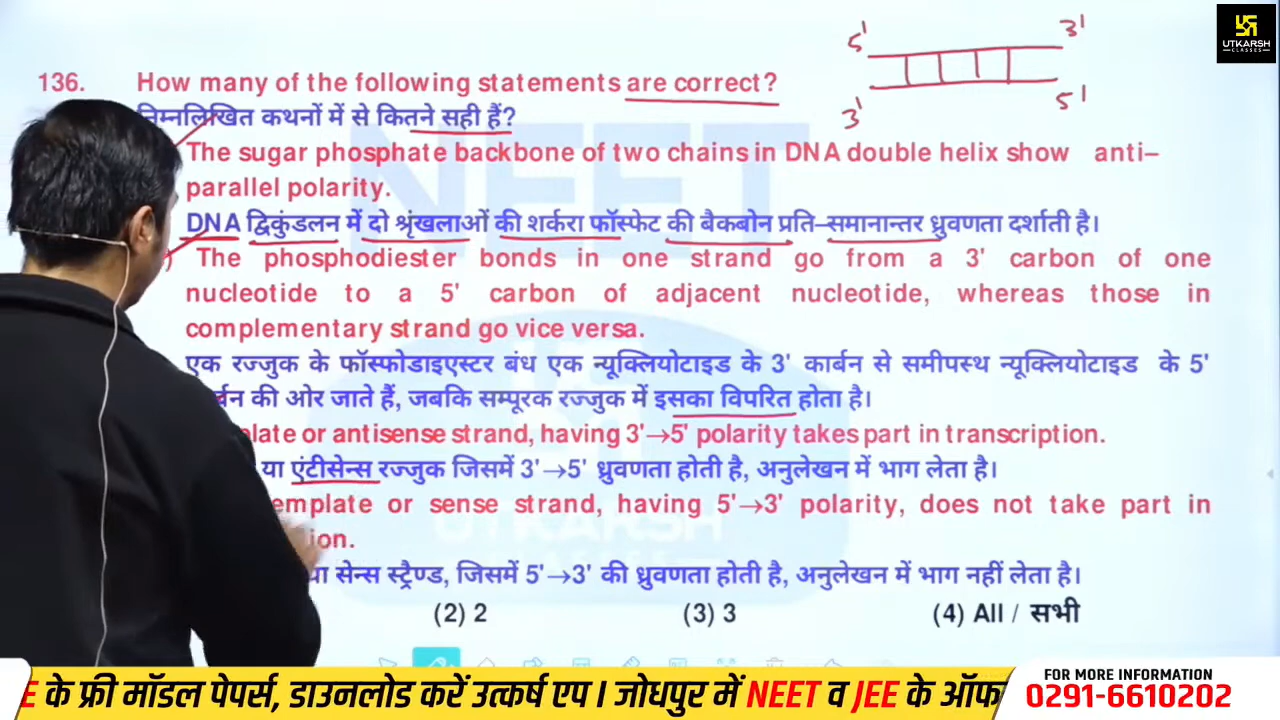 5' 3'
UTKARSH
CLASSES
136. How many of the following statements are correct?
निम्नलिखित कथनों में से कितने सही हैं?
3' 5'
The sugar phosphate backbone of two chains in DNA double helix show anti–
parallel polarity.
DNA द्विकुंडलन में दो श्रृंखलाओं की शर्करा फॉस्फेट की बैकबोन प्रति–समानान्तर ध्रुवणता दर्शाती है।
The phosphodiester bonds in one strand go from a 3' carbon of one
nucleotide to a 5' carbon of adjacent nucleotide, whereas those in
complementary strand go vice versa.
एक रज्जुक के फॉस्फोडाइएस्टर बंध एक न्यूक्लियोटाइड के 3' कार्बन से समीपस्थ न्यूक्लियोटाइड के 5'
की ओर जाते हैं, जबकि सम्पूरक रज्जुक में इसका विपरित होता है।
or antisense strand, having 3'→5' polarity takes part in transcription.
या एंटीसेन्स रज्जुक जिसमें 3'→5' ध्रुवणता होती है, अनुलेखन में भाग लेता है।
or sense strand, having 5'→3' polarity, does not take part in
या सेन्स स्ट्रैण्ड, जिसमें 5'→3' की ध्रुवणता होती है, अनुलेखन में भाग नहीं लेता है।
(2) 2 (3) 3 (4) All / सभी
के फ्री मॉडल पेपर्स, डाउनलोड करें उत्कर्ष एप। जोधपुर में NEET व JEE के
FOR MORE INFORMATION
0291-6610202
NEET
UTKARSH
CLASSES